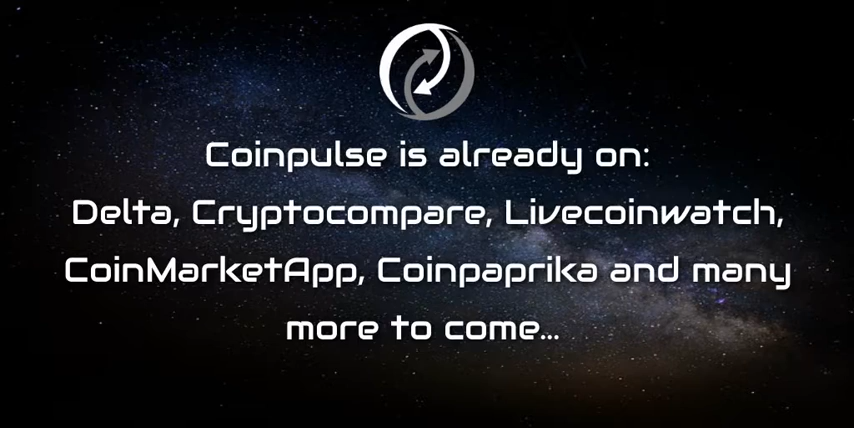 Coinpulse is already on:
Delta, Cryptocompare, Livecoinwatch,
CoinMarketApp, Coinpaprika and many
more to come...